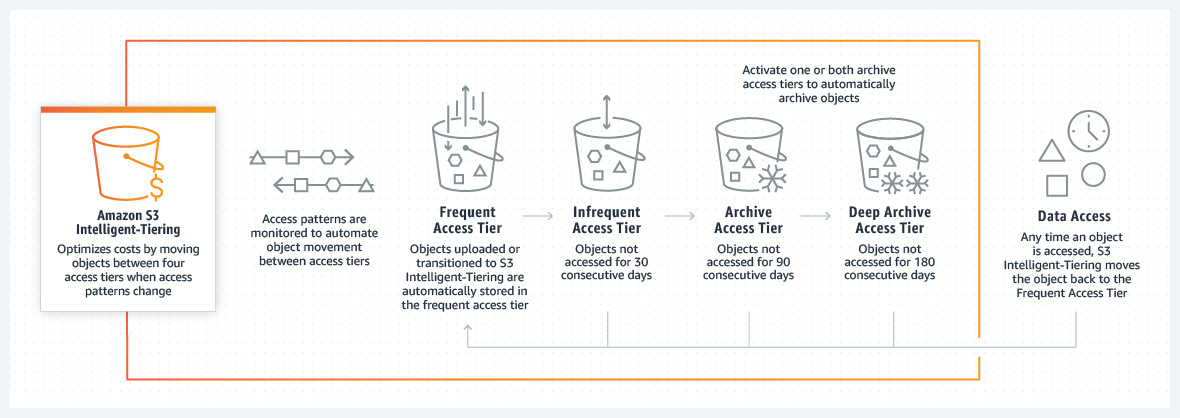 Activate one or both archive
access tiers to automatically
archive objects
$
Amazon S3
Intelligent-Tiering
Optimizes costs by moving
objects between four
access tiers when access
patterns change
Access patterns are
monitored to automate
object movement
between access tiers
Frequent
Access Tier
Objects uploaded or
transitioned to S3
Intelligent-Tiering are
automatically stored in
the frequent access tier
Infrequent
Access Tier
Objects not
accessed for 30
consecutive days
Archive
Access Tier
Objects not
accessed for 90
consecutive days
Deep Archive
Access Tier
Objects not
accessed for 180
consecutive days
Data Access
Any time an object
is accessed, S3
Intelligent-Tiering moves
the object back to the
Frequent Access Tier